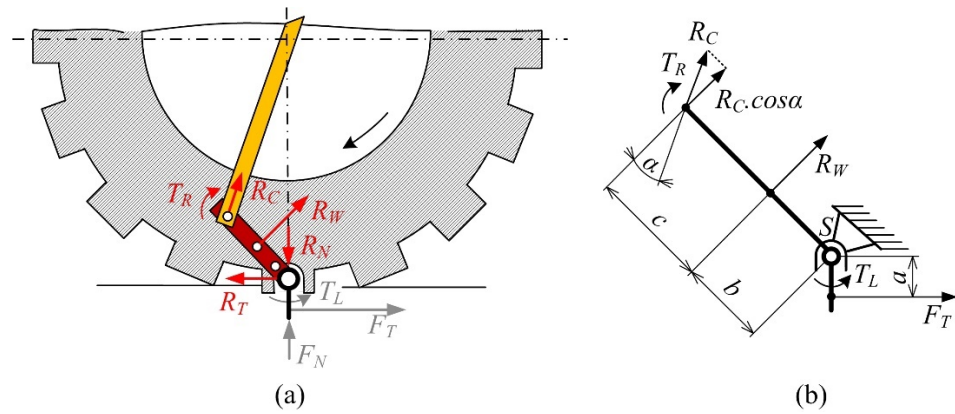 R_C
T_R
R_W
R_N
R_T
T_L
F_T
F_N
(a)
R_C
T_R
R_C.cosα
α
R_W
c
S
b
a
T_L
F_T
(b)